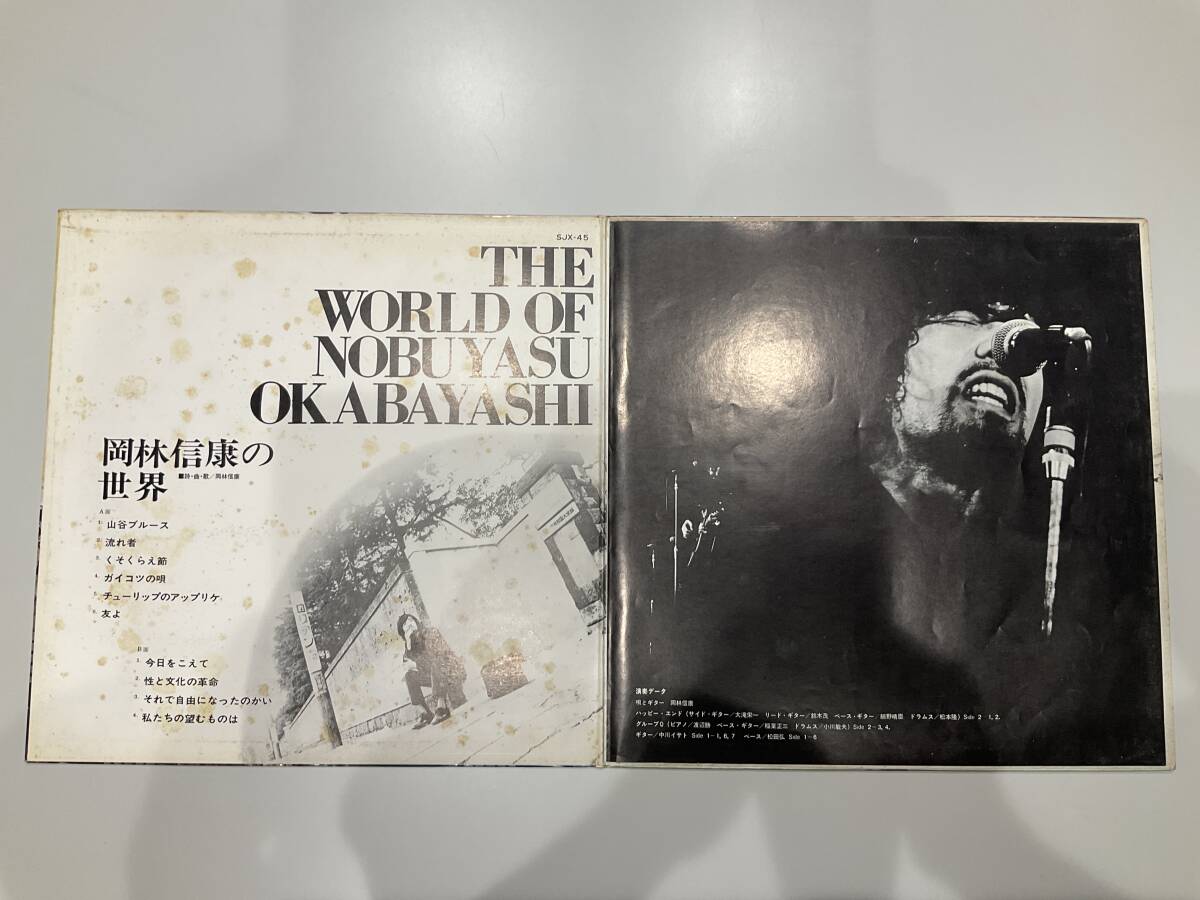 SJX-45
THE
WORLD OF
NOBUYASU
OKABAYASHI
岡林信康の
世界
■詩・曲・歌／岡林信康
A面
1. 山谷ブルース
2. 流れ者
3. くそくらえ節
4. ガイコツの唄
5. チューリップのアップリケ
6. 友よ
B面
1. 今日をこえて
2. 性と文化の革命
3. それで自由になったのかい
4. 私たちの望むものは
演奏データ
唄とギター 岡林信康
ハッピー・エンド（サイド・ギター／大滝栄一 リード・ギター／鈴木茂 ベース・ギター／細野晴臣 ドラムス／松本隆）Side 2－1, 2.
グループQ（ピアノ／渡辺勝 ベース・ギター／稲葉正三 ドラムス／小川敏夫）Side 2－3, 4.
ギター／中川イサト Side 1－1, 6, 7 ベース／松田弘 Side 1－6